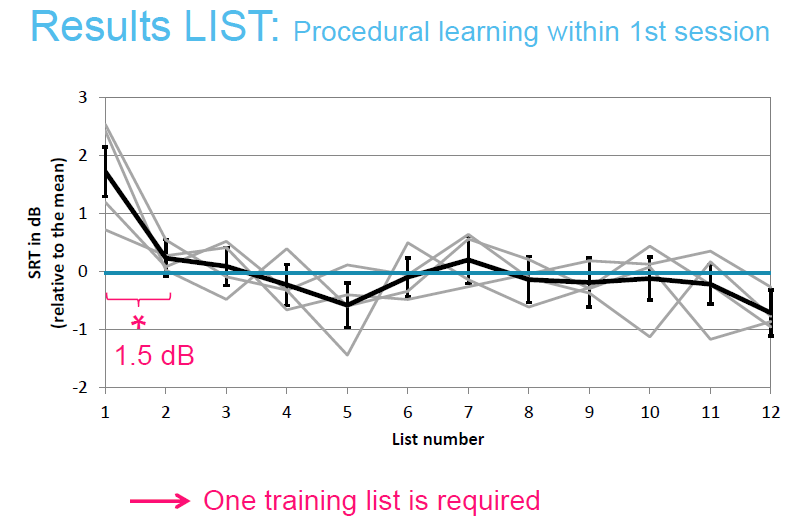 Results LIST: Procedural learning within 1st session
3
2
1
0
-1
-2
SRT in dB
(relative to the mean)
*
1.5 dB
1 2 3 4 5 6 7 8 9 10 11 12
List number
One training list is required